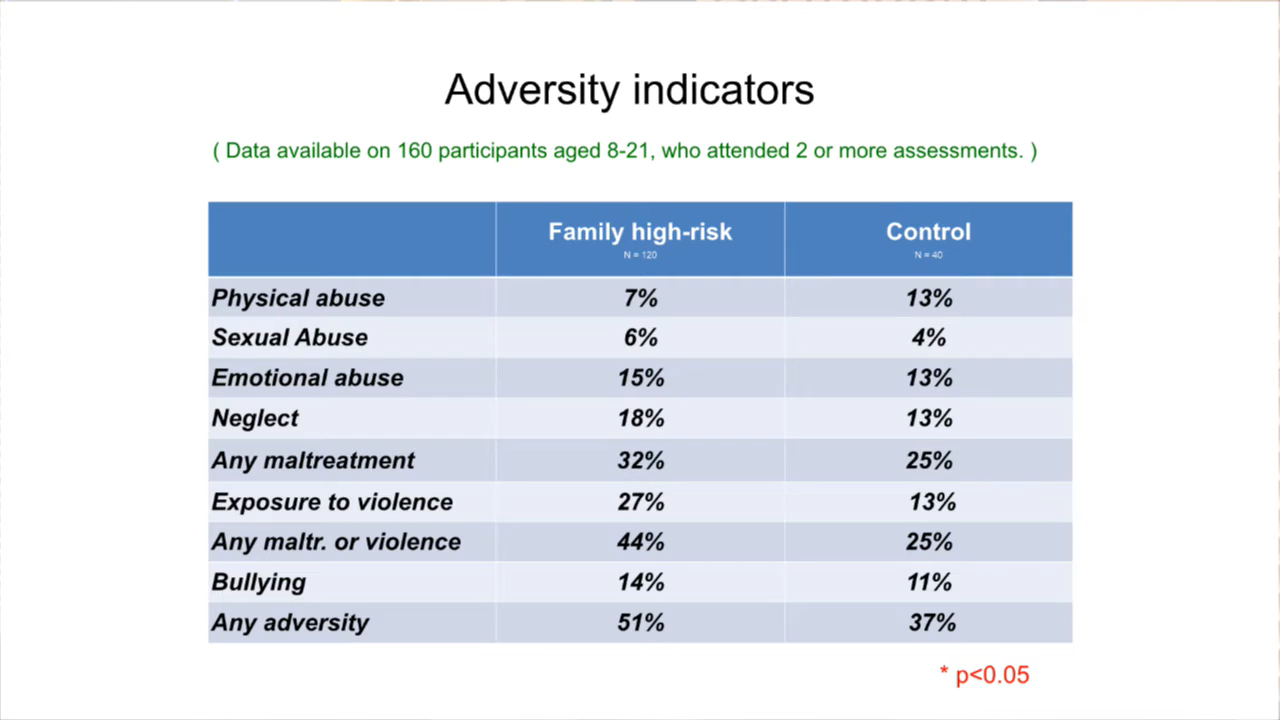 Adversity indicators
( Data available on 160 participants aged 8-21, who attended 2 or more assessments. )
Family high-risk Control
N = 120 N = 40
Physical abuse 7% 13%
Sexual Abuse 6% 4%
Emotional abuse 15% 13%
Neglect 18% 13%
Any maltreatment 32% 25%
Exposure to violence 27% 13%
Any maltr. or violence 44% 25%
Bullying 14% 11%
Any adversity 51% 37%
* p<0.05